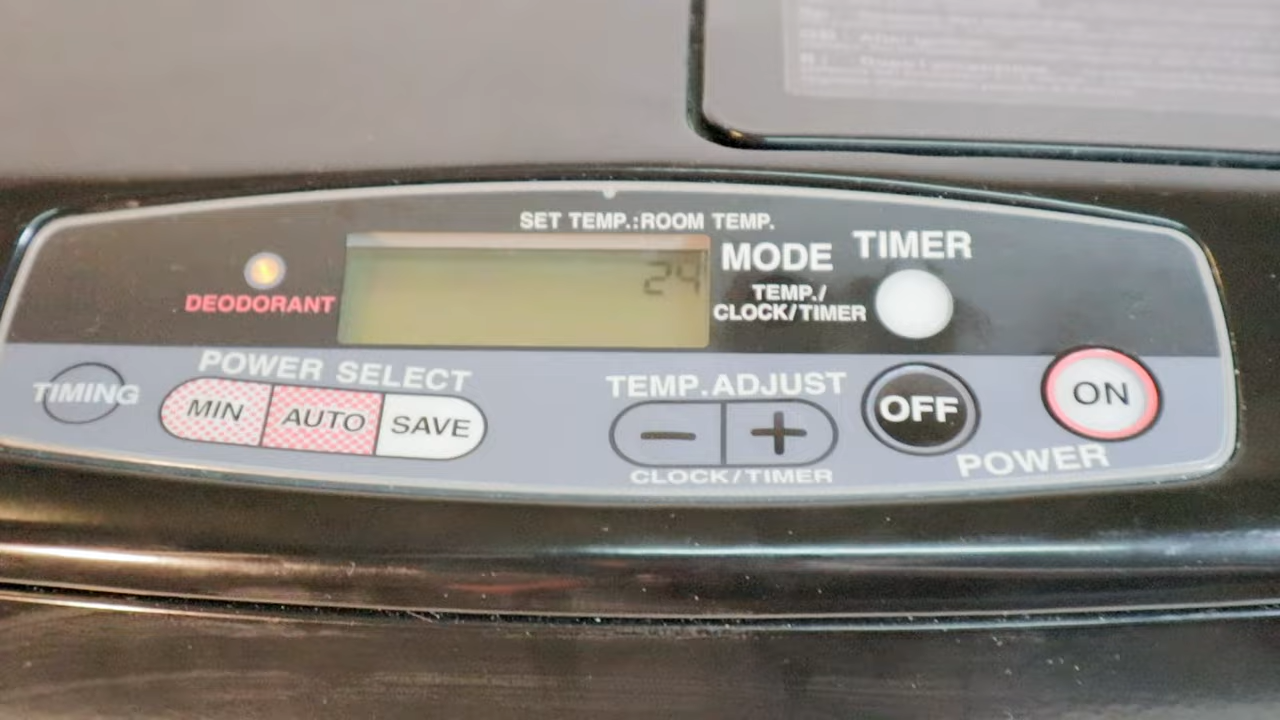 SET TEMP.:ROOM TEMP.
24
MODE
TEMP./
CLOCK/TIMER
TIMER
DEODORANT
TIMING
POWER SELECT
MIN AUTO SAVE
TEMP.ADJUST
− +
CLOCK/TIMER
OFF
ON
POWER